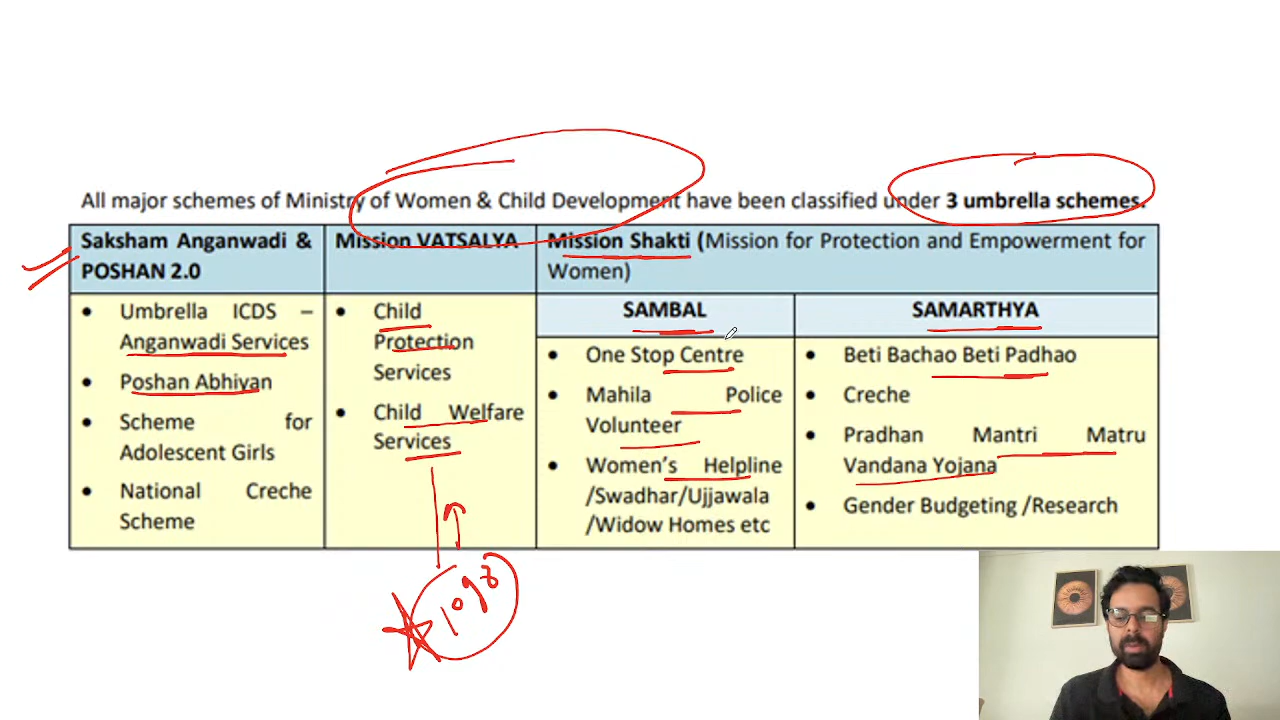 All major schemes of Ministry of Women & Child Development have been classified under 3 umbrella schemes.
Saksham Anganwadi &
POSHAN 2.0
Mission VATSALYA
Mission Shakti (Mission for Protection and Empowerment for
Women)
SAMBAL
SAMARTHYA
• Umbrella ICDS –
Anganwadi Services
• Poshan Abhiyan
• Scheme for
Adolescent Girls
• National Creche
Scheme
• Child
Protection
Services
• Child Welfare
Services
• One Stop Centre
• Mahila Police
Volunteer
• Women's Helpline
/Swadhar/Ujjawala
/Widow Homes etc
• Beti Bachao Beti Padhao
• Creche
• Pradhan Mantri Matru
Vandana Yojana
• Gender Budgeting /Research
1098